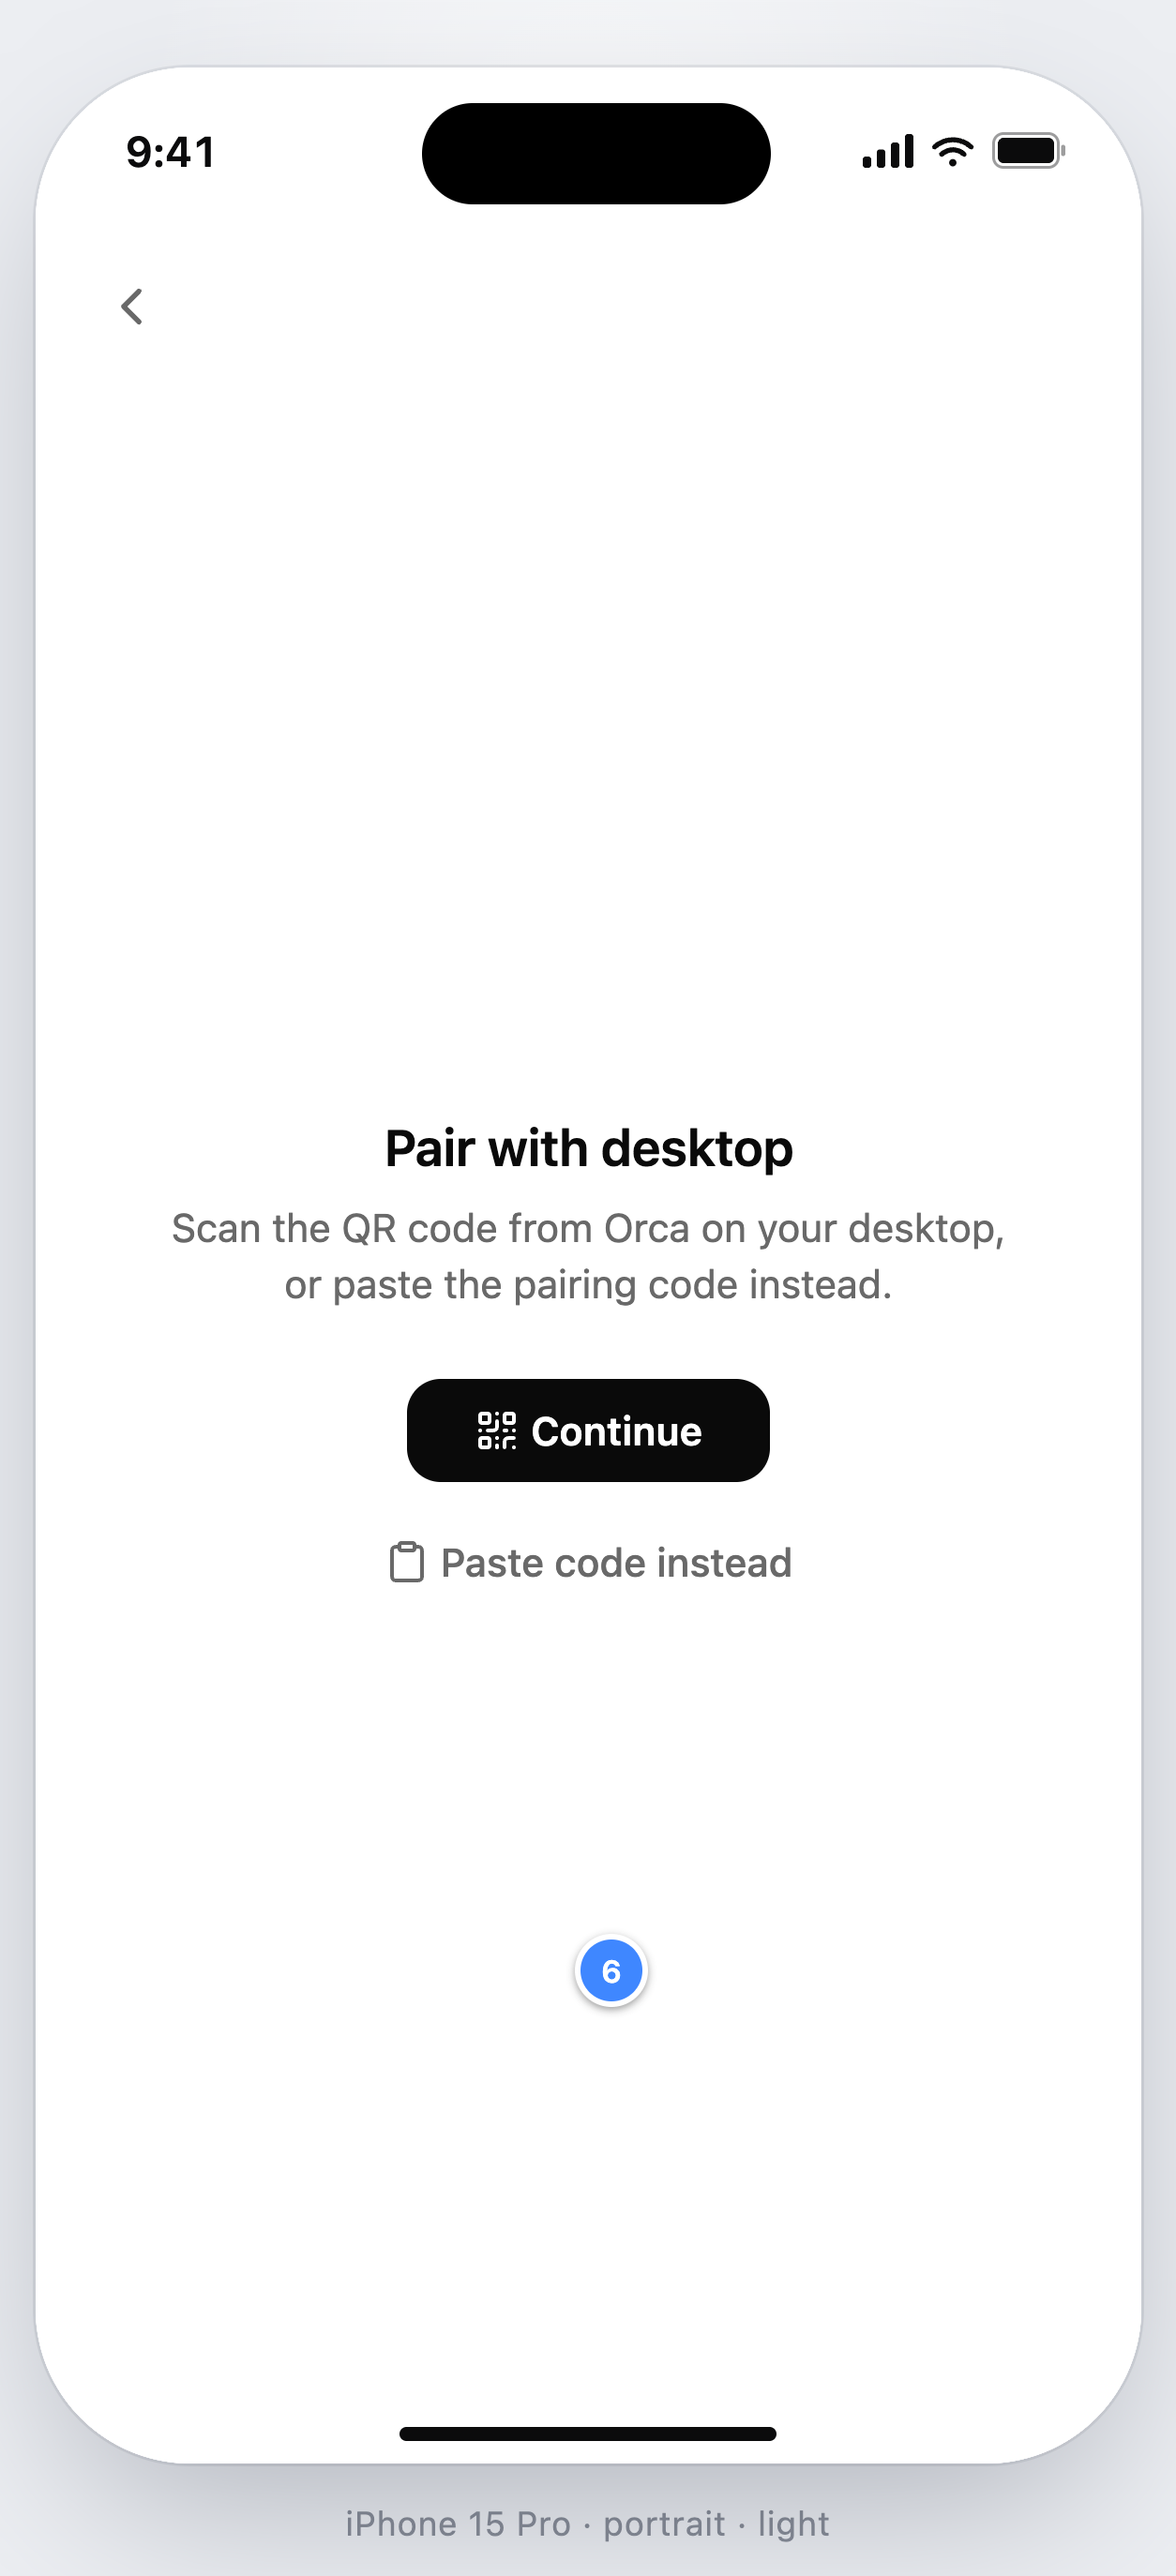 9:41
Pair with desktop
Scan the QR code from Orca on your desktop,
or paste the pairing code instead.
Continue
Paste code instead
6
iPhone 15 Pro · portrait · light